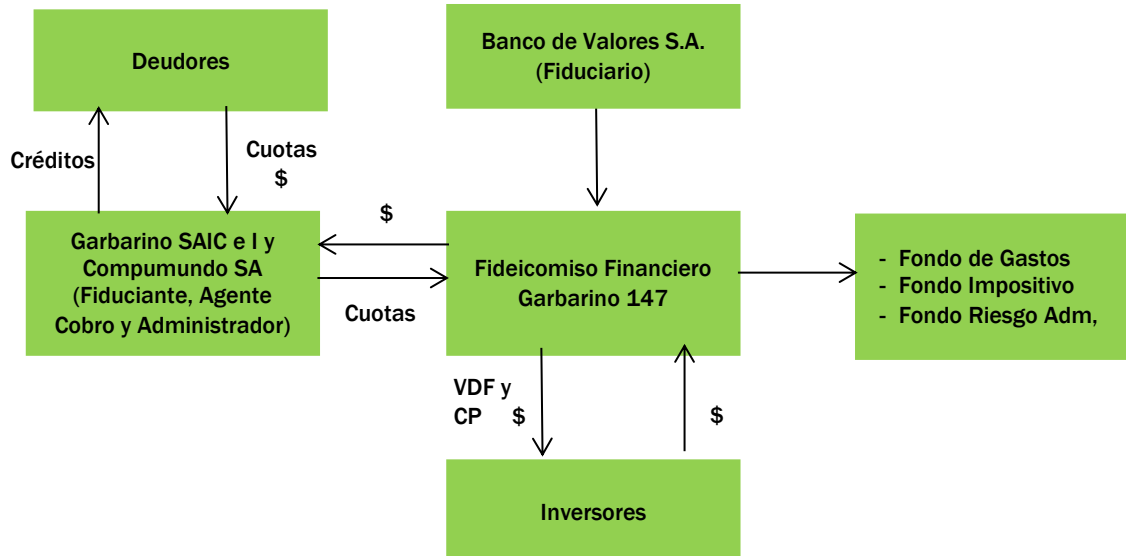 Deudores
Banco de Valores S.A.
(Fiduciario)
Créditos
Cuotas
$
Garbarino SAIC e I y
Compumundo SA
(Fiduciante, Agente
Cobro y Administrador)
$
Cuotas
Fideicomiso Financiero
Garbarino 147
- Fondo de Gastos
- Fondo Impositivo
- Fondo Riesgo Adm,
VDF y
CP $
$
Inversores